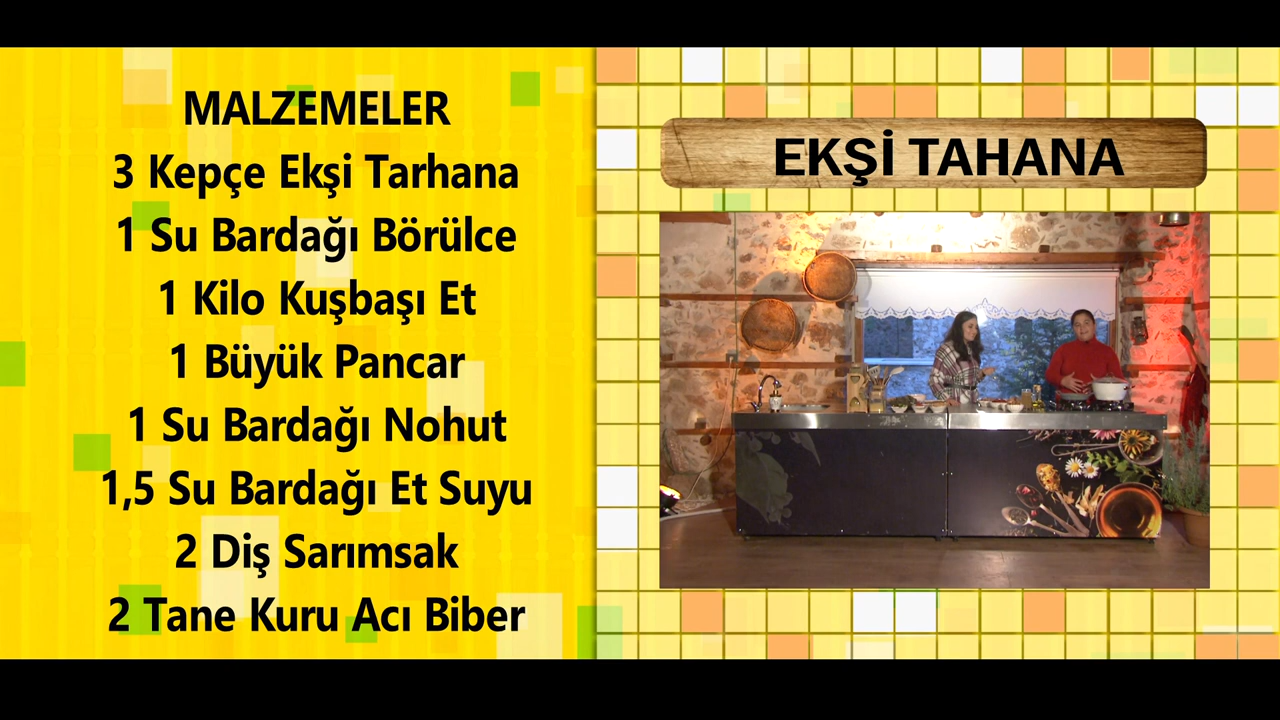 MALZEMELER
3 Kepçe Ekşi Tarhana
1 Su Bardağı Börülce
1 Kilo Kuşbaşı Et
1 Büyük Pancar
1 Su Bardağı Nohut
1,5 Su Bardağı Et Suyu
2 Diş Sarımsak
2 Tane Kuru Acı Biber
EKŞİ TAHANA